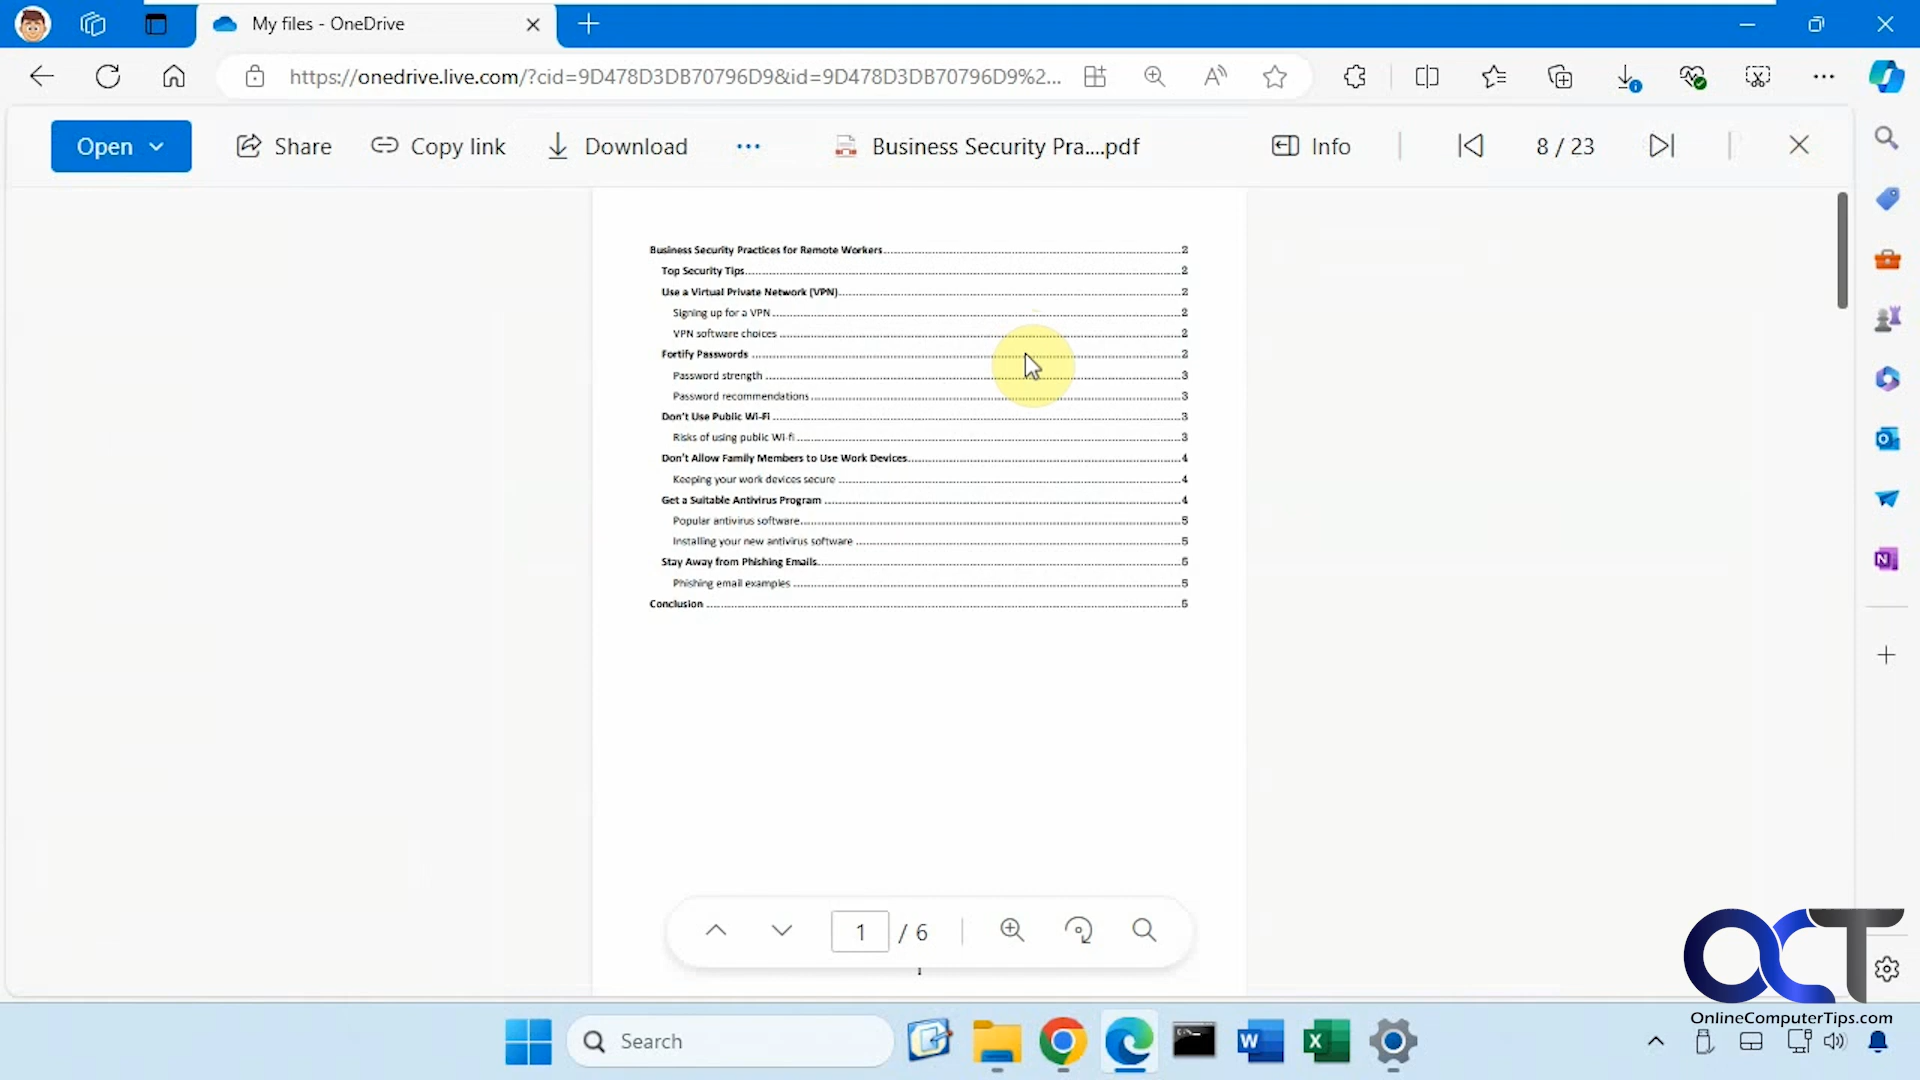 My files - OneDrive
https://onedrive.live.com/?cid=9D478D3DB70796D9&id=9D478D3DB70796D9%2...
Open Share Copy link Download ... Business Security Pra....pdf Info 8 / 23
Business Security Practices for Remote Workers 2
Top Security Tips 2
Use a Virtual Private Network (VPN) 2
Signing up for a VPN 2
VPN software choices 2
Fortify Passwords 2
Password strength 3
Password recommendations 3
Don't Use Public Wi-Fi 3
Risks of using public Wi-fi 3
Don't Allow Family Members to Use Work Devices 4
Keeping your work devices secure 4
Get a Suitable Antivirus Program 4
Popular antivirus software 5
Installing your new antivirus software 5
Stay Away from Phishing Emails 5
Phishing email examples 5
Conclusion 6
1 / 6
1
OCT
OnlineComputerTips.com
Search